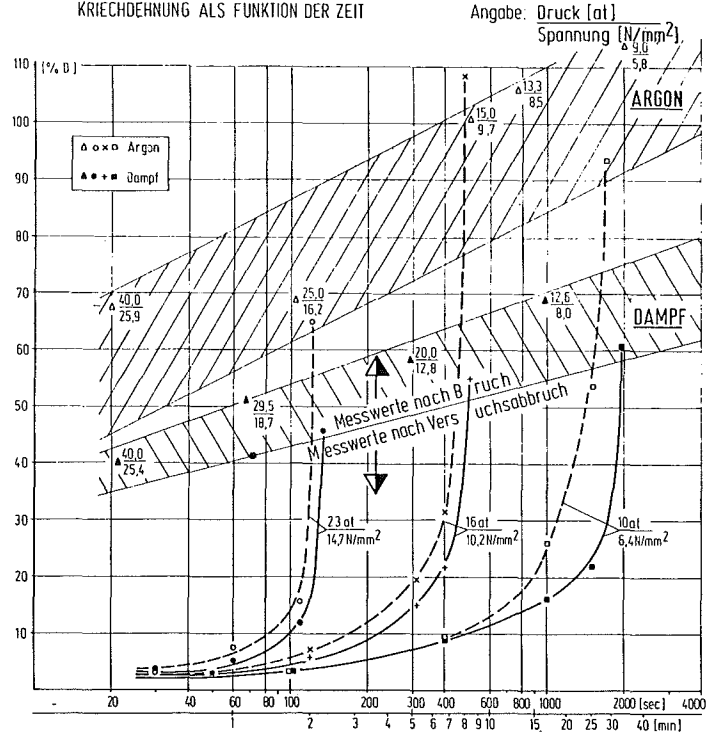 KRIECHDEHNUNG ALS FUNKTION DER ZEIT
Angabe: Druck [at]
Spannung [N/mm²]
110 [% D]
100
90
80
70
60
50
40
30
20
10
△ ○ × □ Argon
▲ ● + ■ Dampf
ARGON
DAMPF
9,0
5,8
13,3
8,5
15,0
9,7
40,0
25,9
25,0
16,2
12,6
8,0
20,0
12,8
29,5
18,7
40,0
25,4
Messwerte nach Bruch
Messwerte nach Versuchsabbruch
23 at
14,7 N/mm²
16 at
10,2 N/mm²
10 at
6,4 N/mm²
20 40 60 80 100 200 300 400 600 800 1000 2000 [sec] 4000
1 2 3 4 5 6 7 8 9 10 15 20 25 30 40 [min]